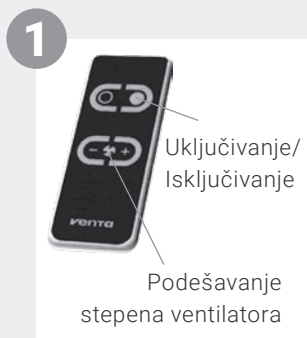 1
Uključivanje/
Isključivanje
- +
venta
Podešavanje
stepena ventilatora